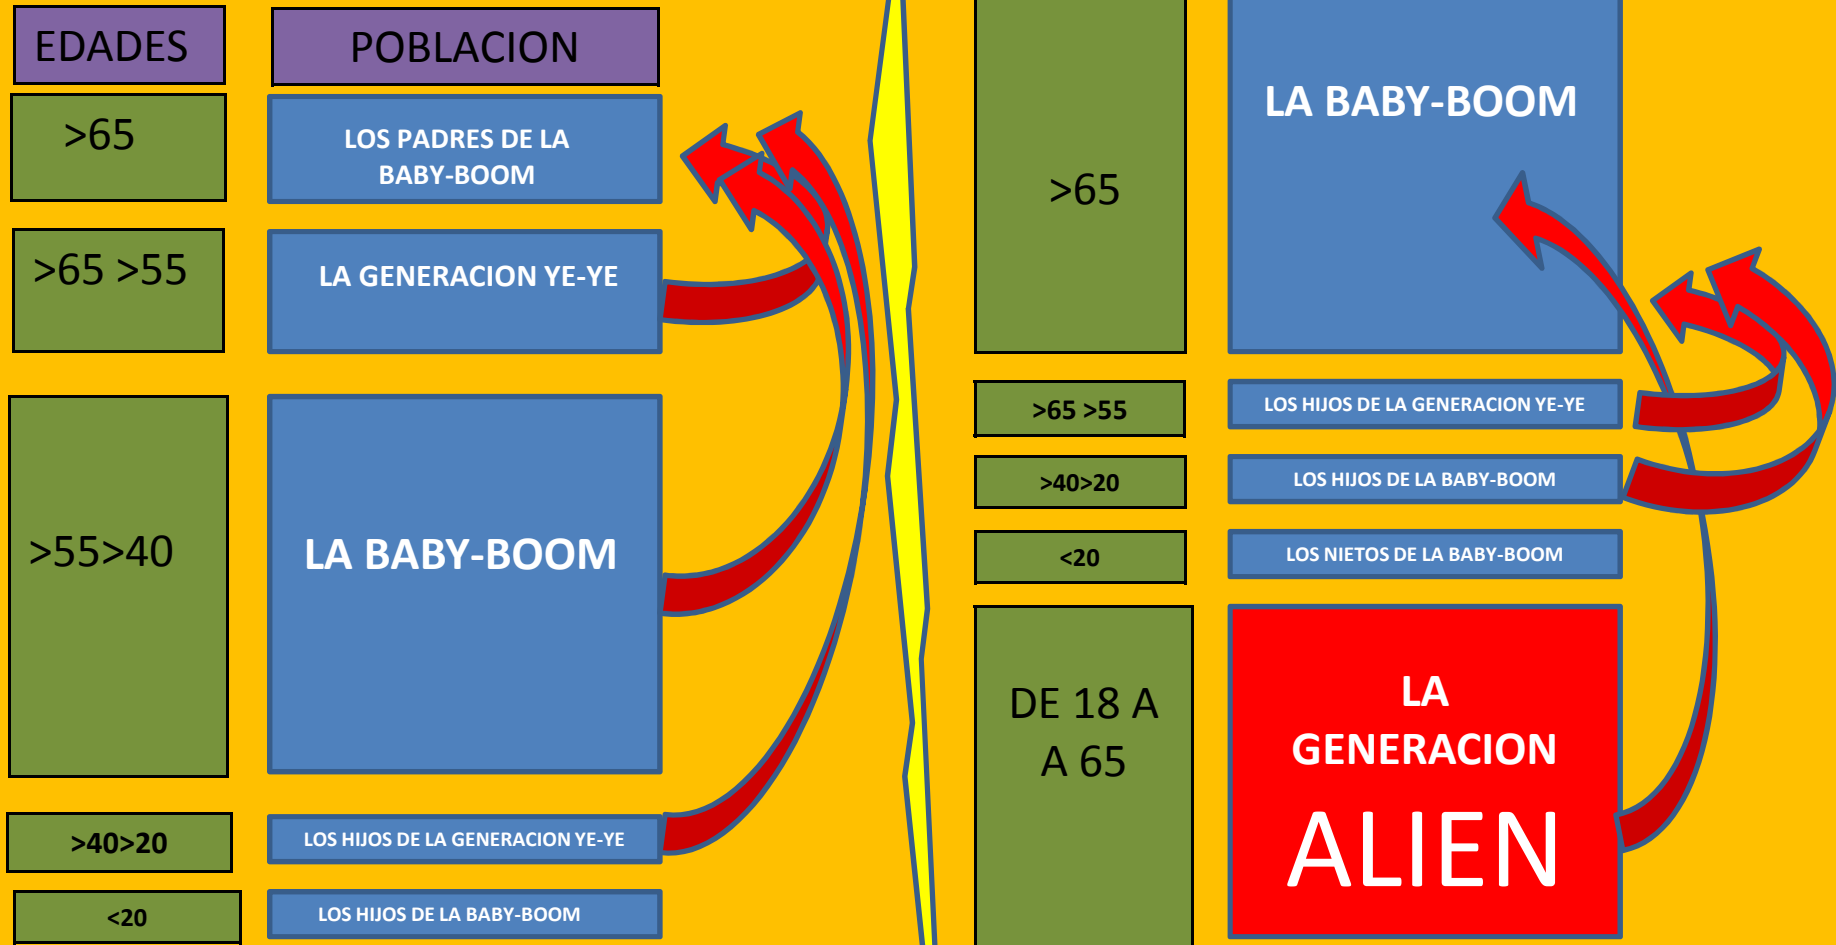 EDADES
POBLACION
>65
LOS PADRES DE LA
BABY-BOOM
>65 >55
LA GENERACION YE-YE
>55>40
LA BABY-BOOM
>40>20
LOS HIJOS DE LA GENERACION YE-YE
<20
LOS HIJOS DE LA BABY-BOOM
>65
LA BABY-BOOM
>65 >55
LOS HIJOS DE LA GENERACION YE-YE
>40>20
LOS HIJOS DE LA BABY-BOOM
<20
LOS NIETOS DE LA BABY-BOOM
DE 18 A
A 65
LA
GENERACION
ALIEN